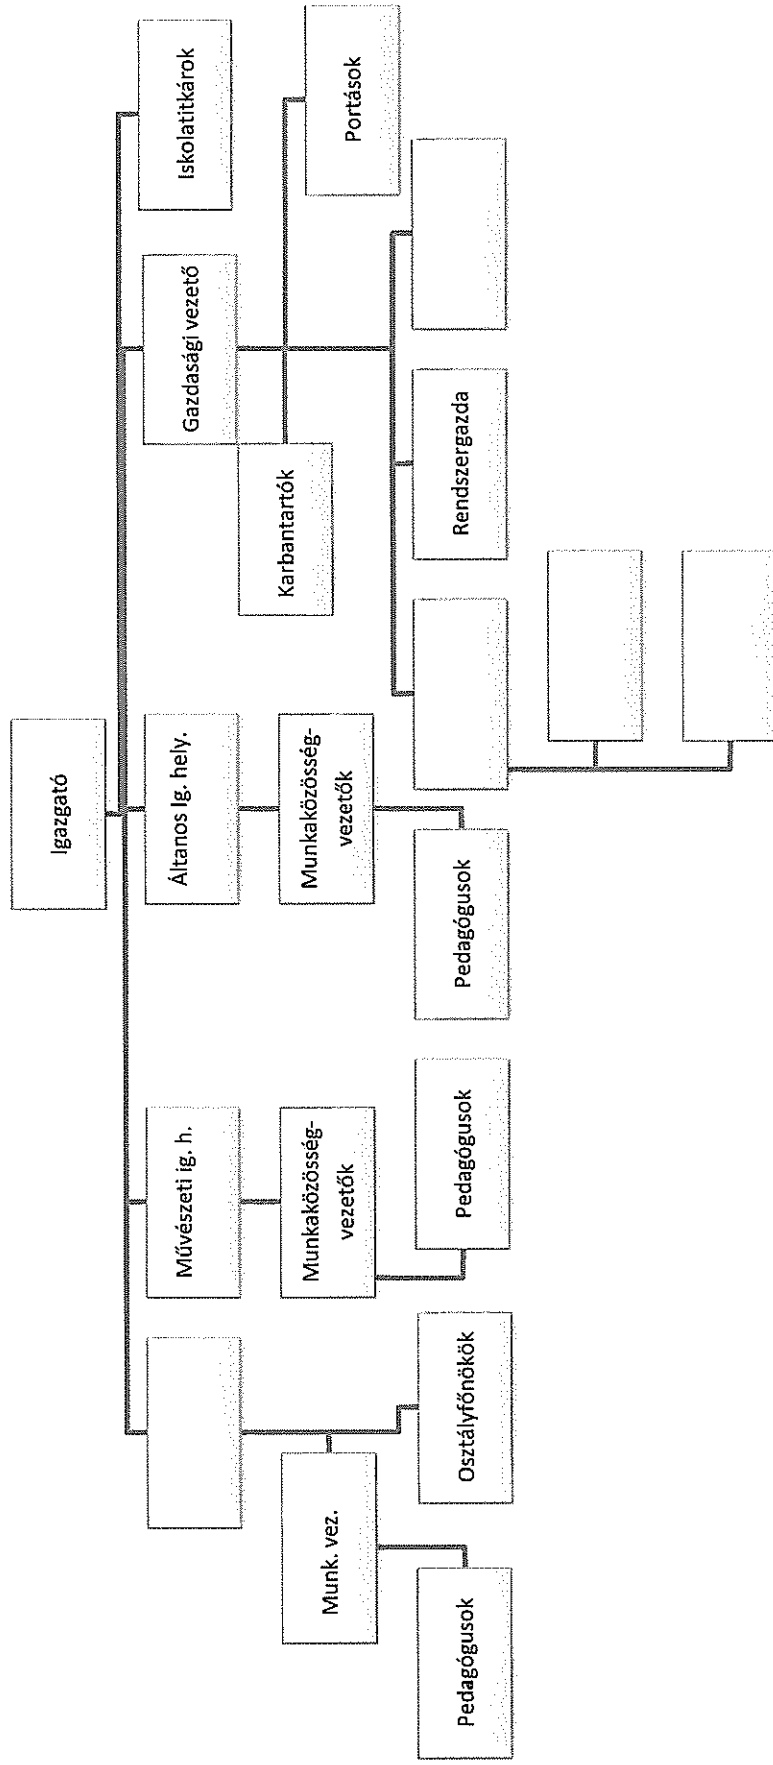 Igazgató
Művészeti ig. h.
Áltanos Ig. hely.
Gazdasági vezető
Iskolatitkárok
Munk. vez.
Munkaközösség-
vezetők
Munkaközösség-
vezetők
Karbantartók
Portások
Pedagógusok
Osztályfőnökök
Pedagógusok
Pedagógusok
Rendszergazda